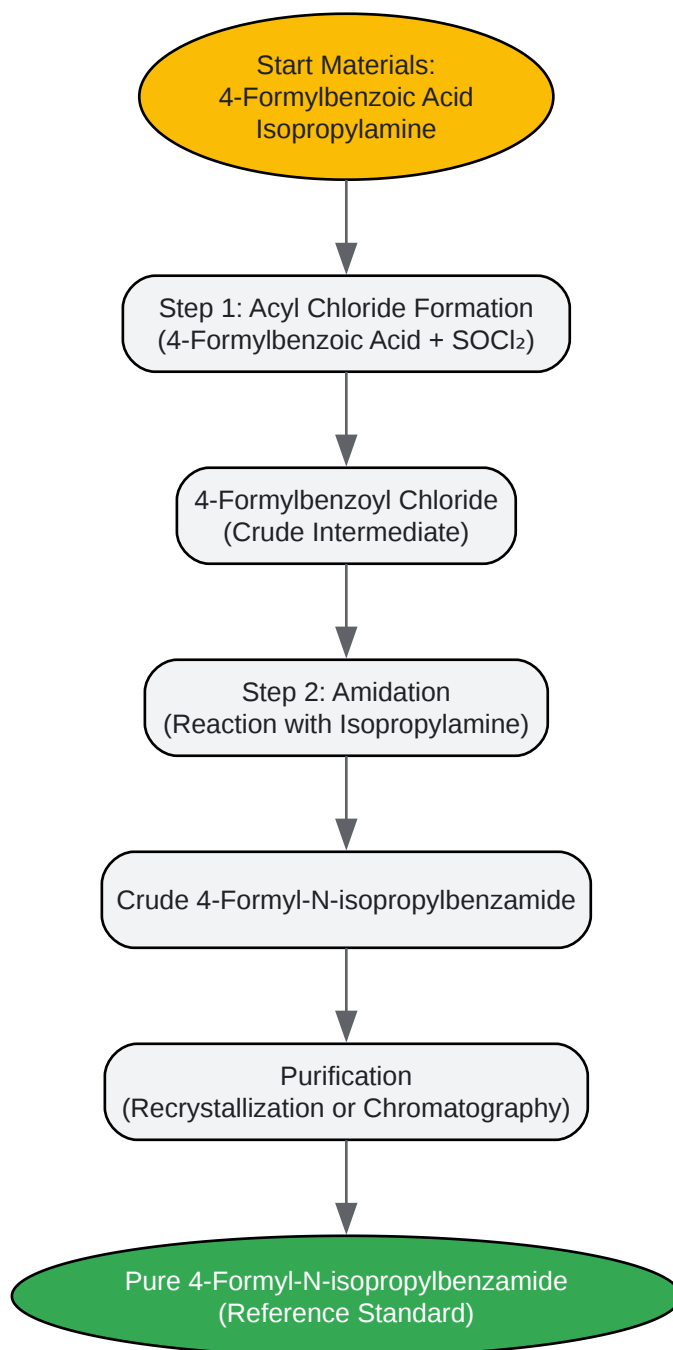 Start Materials:
4-Formylbenzoic Acid
Isopropylamine
Step 1: Acyl Chloride Formation
(4-Formylbenzoic Acid + SOCl₂)
4-Formylbenzoyl Chloride
(Crude Intermediate)
Step 2: Amidation
(Reaction with Isopropylamine)
Crude 4-Formyl-N-isopropylbenzamide
Purification
(Recrystallization or Chromatography)
Pure 4-Formyl-N-isopropylbenzamide
(Reference Standard)